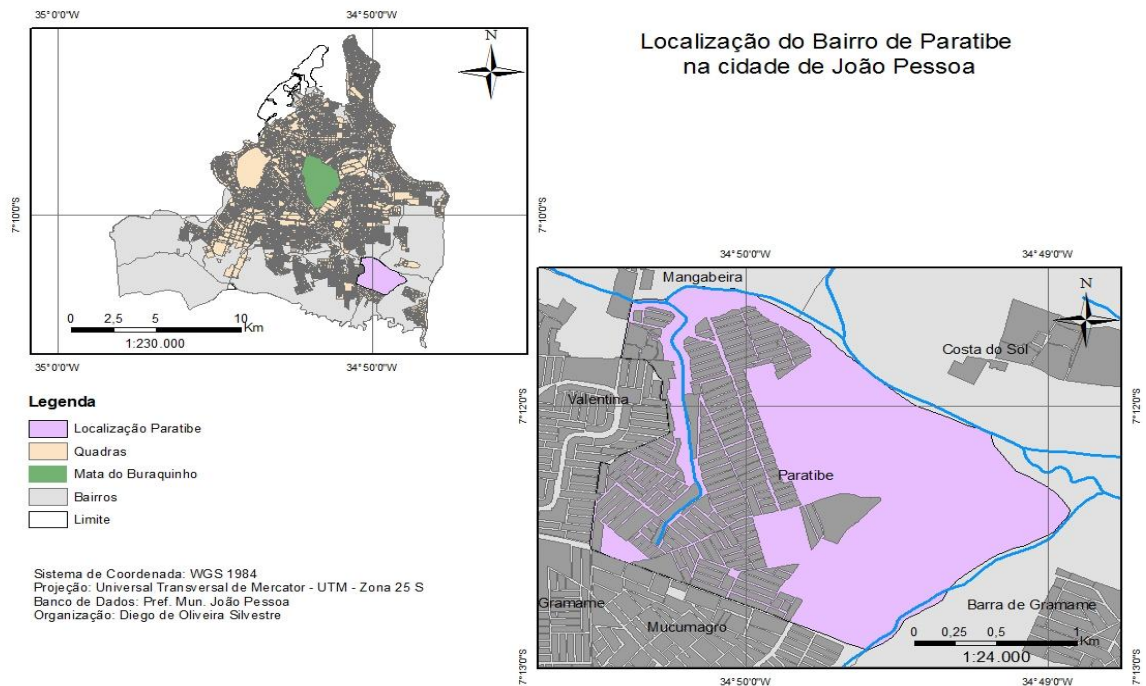 Localização do Bairro de Paratibe
na cidade de João Pessoa
35°0'0"W
34°50'0"W
N
7°10'0"S
7°10'0"S
0 2,5 5 10
Km
1:230.000
35°0'0"W
34°50'0"W
Legenda
Localização Paratibe
Quadras
Mata do Buraquinho
Bairros
Limite
Sistema de Coordenada: WGS 1984
Projeção: Universal Transversal de Mercator - UTM - Zona 25 S
Banco de Dados: Pref. Mun. João Pessoa
Organização: Diego de Oliveira Silvestre
34°50'0"W
34°49'0"W
Mangabeira
N
Costa do Sol
7°12'0"S
7°12'0"S
Valentina
Paratibe
Gramame
Mucumagro
Barra de Gramame
0 0,25 0,5 1
Km
1:24.000
7°13'0"S
7°13'0"S
34°50'0"W
34°49'0"W